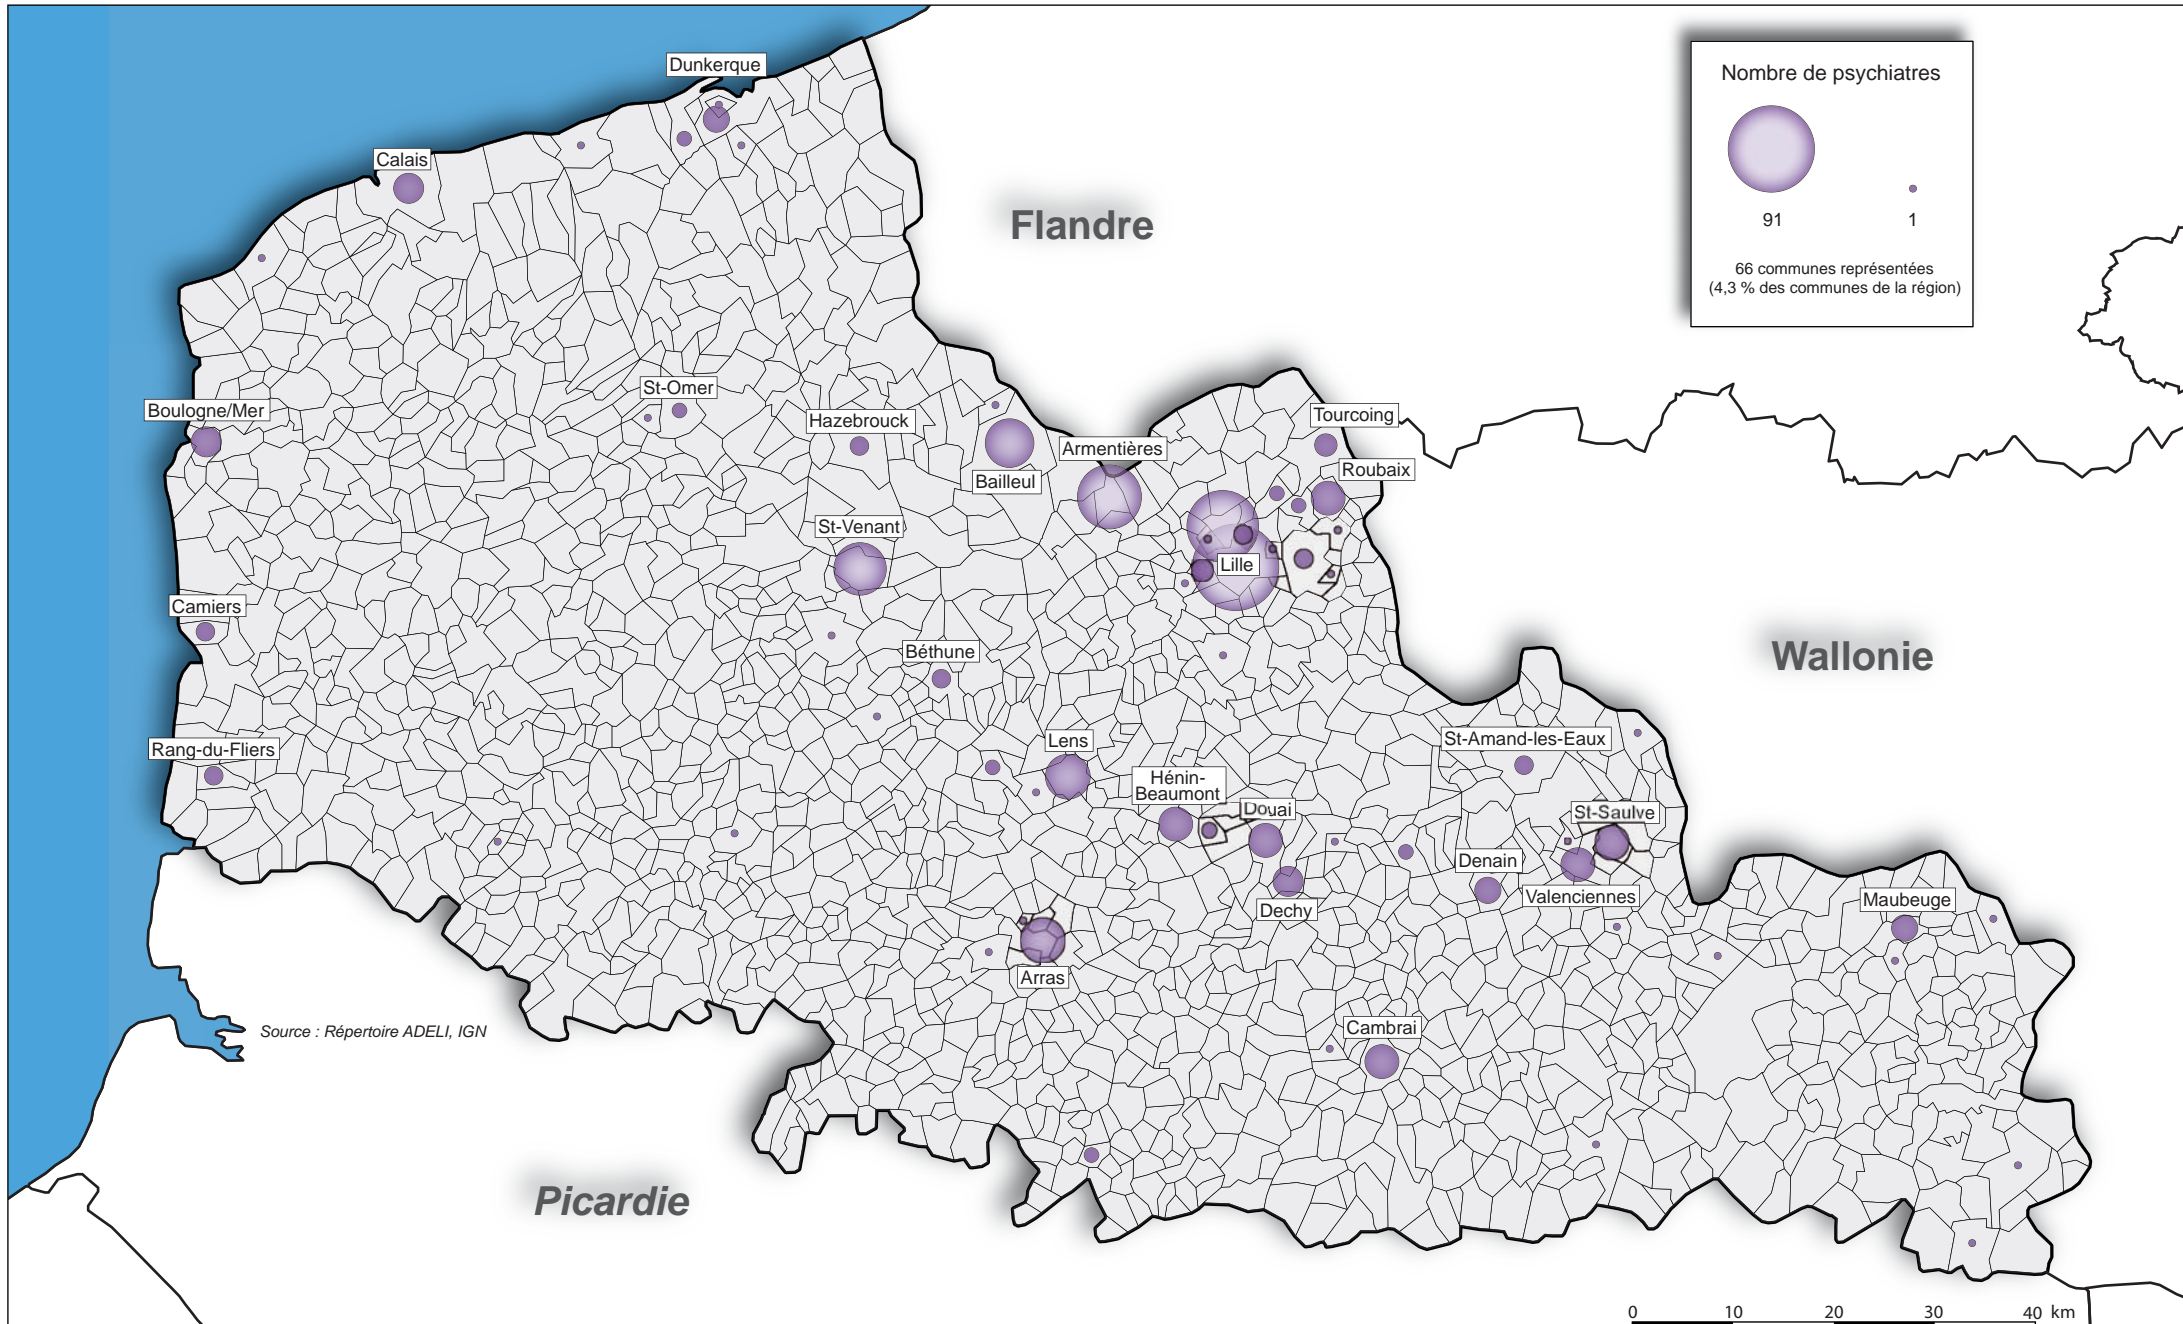 Dunkerque
Nombre de psychiatres
91
1
66 communes représentées
(4,3 % des communes de la région)
Calais
Flandre
Boulogne/Mer
St-Omer
Hazebrouck
Bailleul
Armentières
Tourcoing
Roubaix
St-Venant
Lille
Camiers
Béthune
Wallonie
Rang-du-Fliers
Lens
Hénin-
Beaumont
Douai
St-Amand-les-Eaux
St-Saulve
Denain
Valenciennes
Dechy
Maubeuge
Arras
Cambrai
Source : Répertoire ADELI, IGN
Picardie
0 10 20 30 40 km